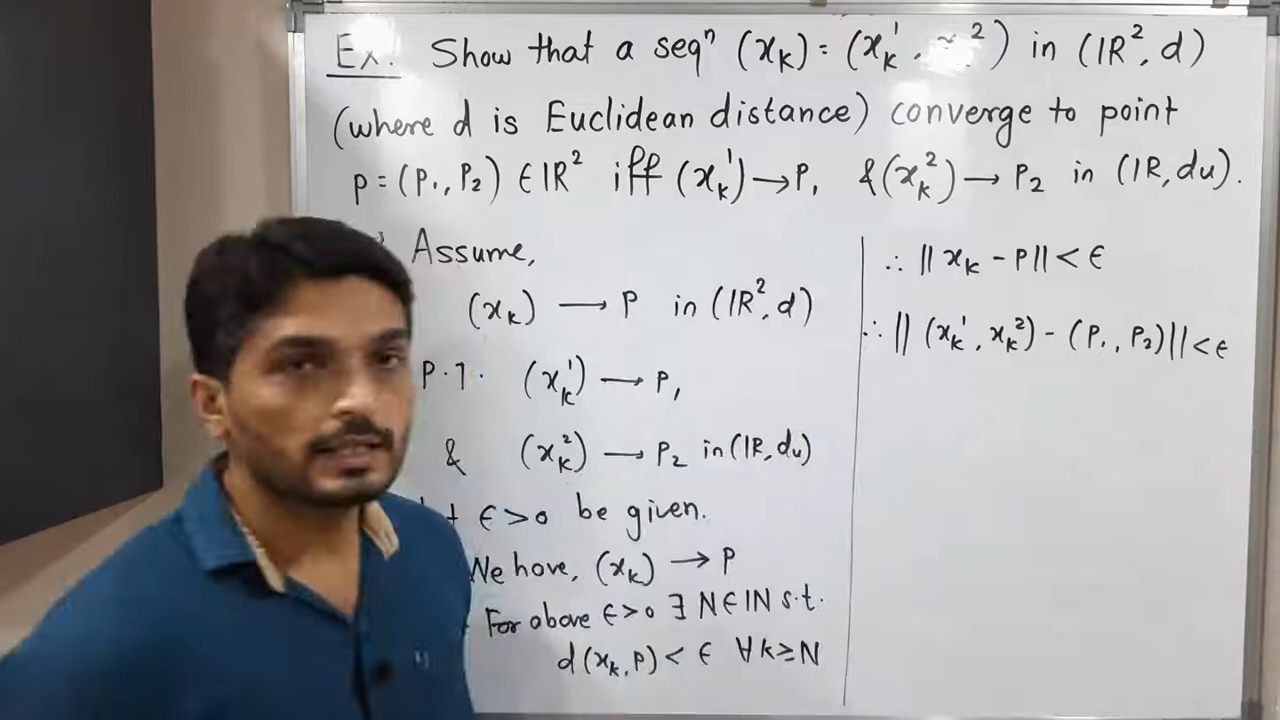 Ex. Show that a seqⁿ (xₖ) = (xₖ¹, ²) in (ℝ², d)
(where d is Euclidean distance) converge to point
p = (P₁, P₂) ∈ ℝ² iff (xₖ¹) → P₁ & (xₖ²) → P₂ in (ℝ, du).
Assume,
(xₖ) → P in (ℝ², d)
P.T. (xₖ¹) → P₁
& (xₖ²) → P₂ in (ℝ, du)
ϵ>0 be given.
We have, (xₖ) → P
For above ϵ>0 ∃ N∈ℕ s.t.
d(xₖ, P) < ϵ ∀ k≥N
∴ ‖xₖ - P‖ < ϵ
∴ ‖(xₖ¹, xₖ²) - (P₁, P₂)‖ < ϵ